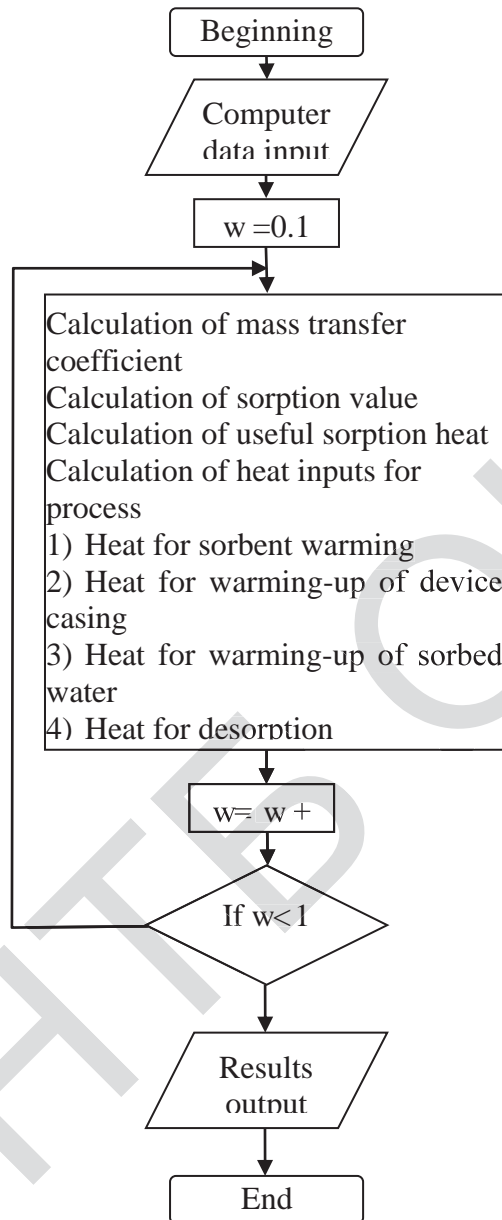 Beginning
Computer
data input
w =0.1
Calculation of mass transfer
coefficient
Calculation of sorption value
Calculation of useful sorption heat
Calculation of heat inputs for
process
1) Heat for sorbent warming
2) Heat for warming-up of device
casing
3) Heat for warming-up of sorbed
water
4) Heat for desorption
w= w +
If w<1
Results
output
End
НТБ